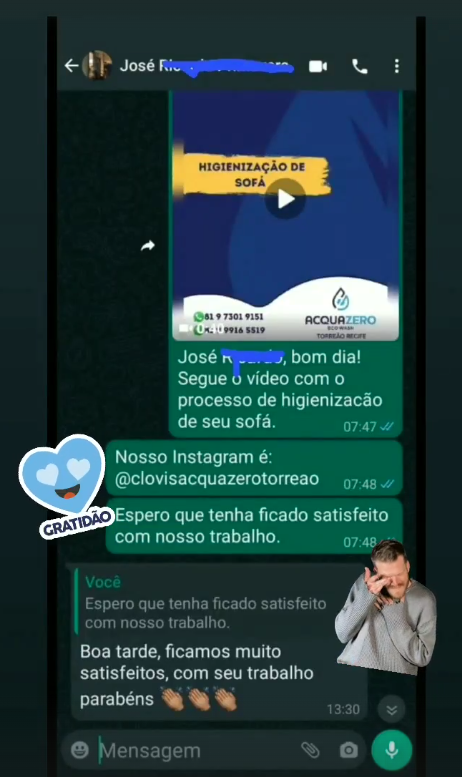 José
HIGIENIZAÇÃO DE
SOFÁ
81 9 7301 9151
9916 5519
0:40
ACQUAZERO
ECO WASH
TORREÃO RECIFE
José, bom dia!
Segue o vídeo com o
processo de higienizacão
de seu sofá.
07:47
Nosso Instagram é:
@clovisacquazerotorreao
07:48
GRATIDÃO
Espero que tenha ficado satisfeito
com nosso trabalho.
07:48
Você
Espero que tenha ficado satisfeito
com nosso trabalho.
Boa tarde, ficamos muito
satisfeitos, com seu trabalho
parabéns 👏🏽👏🏽👏🏽
13:30
Mensagem